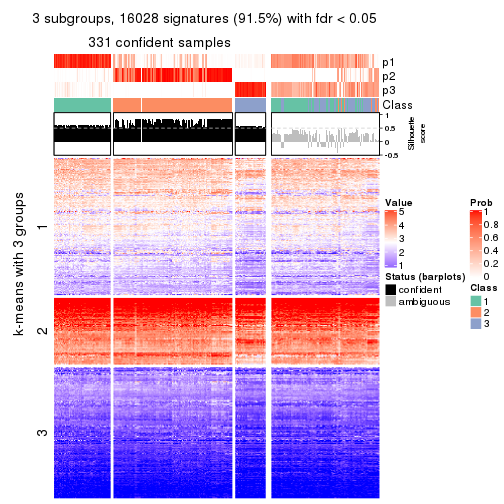 3 subgroups, 16028 signatures (91.5%) with fdr < 0.05
331 confident samples
p1
p2
p3
Class
1
0.5
0
-0.5
Silhouette
score
k-means with 3 groups
1
2
3
Value
5
4
3
2
1
Status (barplots)
confident
ambiguous
Prob
1
0.8
0.6
0.4
0.2
0
Class
1
2
3